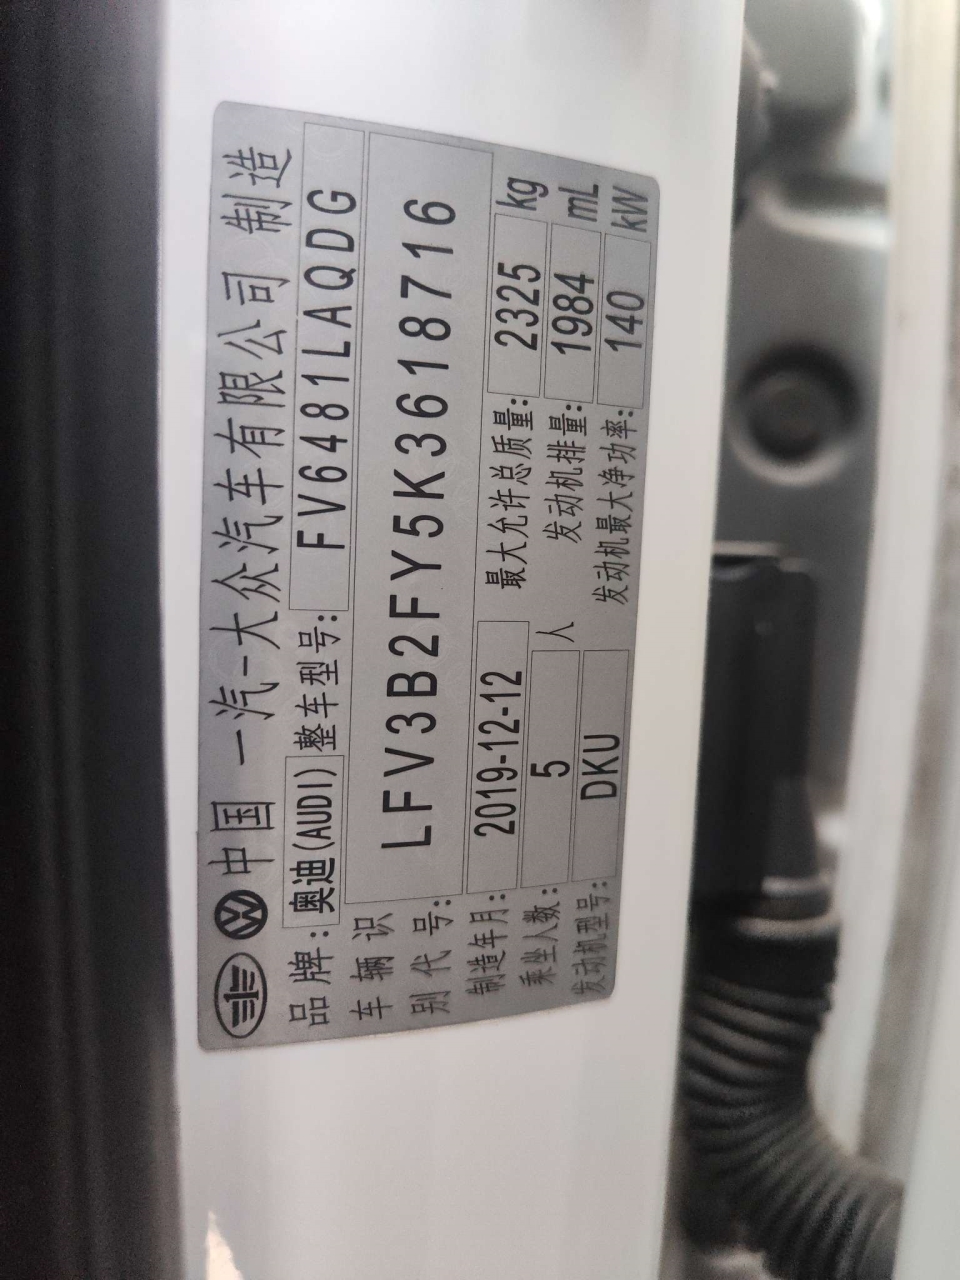 中国 一汽-大众汽车有限公司 制造
品牌: 奥迪(AUDI) 整车型号: FV6481LAQDG
车辆识别代号: LFV3B2FY5K3618716
制造年月: 2019-12-12 最大允许总质量: 2325 kg
乘坐人数: 5 人 发动机排量: 1984 mL
发动机型号: DKU 发动机最大净功率: 140 kW